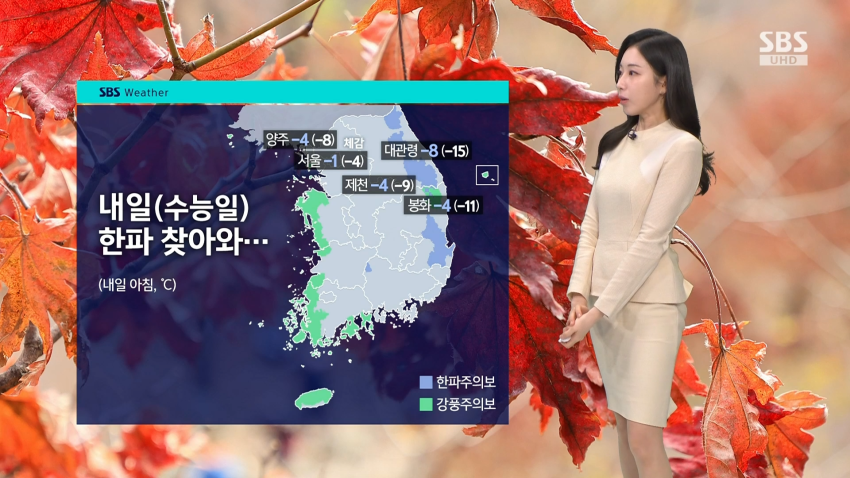 SBS Weather
SBS
UHD
양주 -4 (-8)
체감
서울 -1 (-4)
대관령 -8 (-15)
제천 -4 (-9)
봉화 -4 (-11)
내일(수능일)
한파 찾아와…
(내일 아침, ℃)
한파주의보
강풍주의보